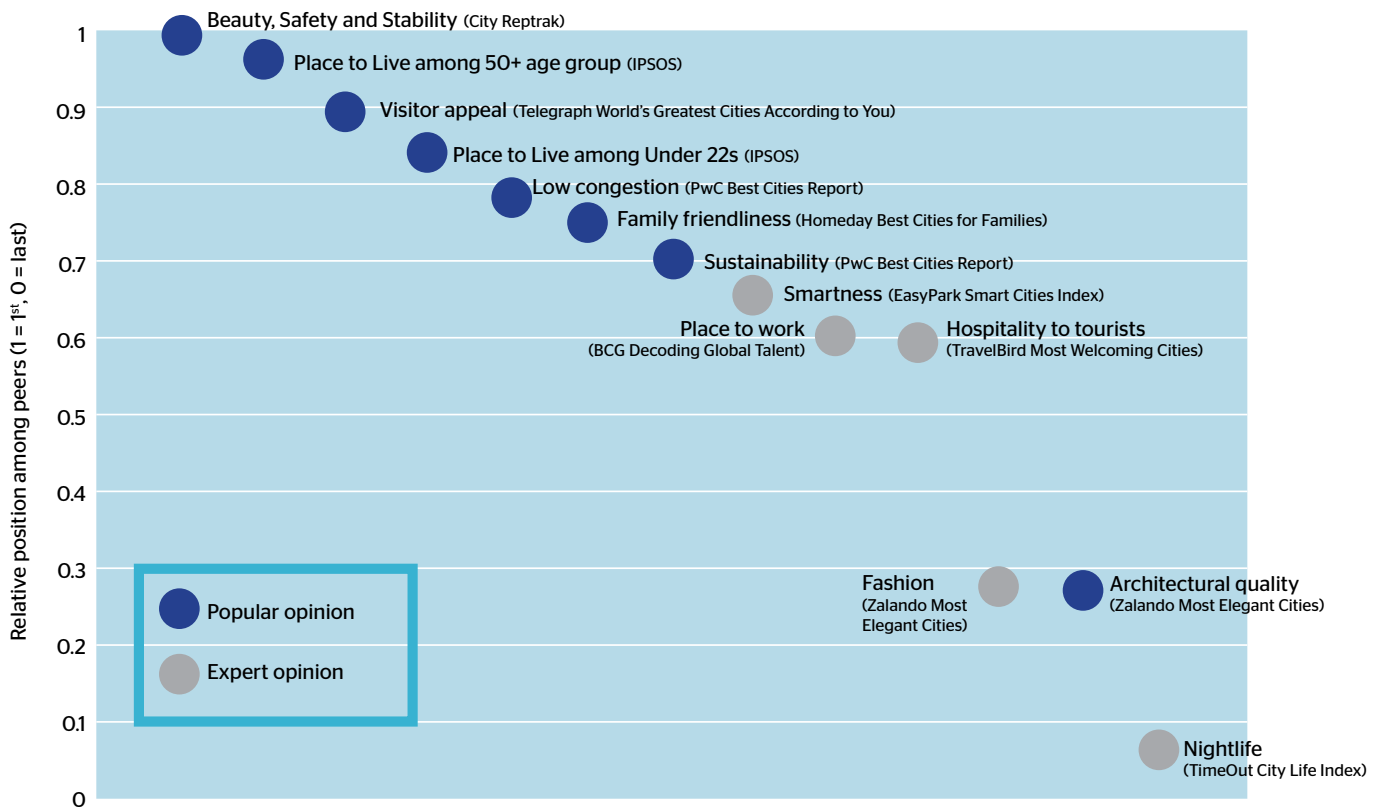 Beauty, Safety and Stability (City Reptrak)
Place to Live among 50+ age group (IPSOS)
Visitor appeal (Telegraph World's Greatest Cities According to You)
Place to Live among Under 22s (IPSOS)
Low congestion (PwC Best Cities Report)
Family friendliness (Homeday Best Cities for Families)
Sustainability (PwC Best Cities Report)
Smartness (EasyPark Smart Cities Index)
Place to work
(BCG Decoding Global Talent)
Hospitality to tourists
(TravelBird Most Welcoming Cities)
Fashion
(Zalando Most
Elegant Cities)
Architectural quality
(Zalando Most Elegant Cities)
Nightlife
(TimeOut City Life Index)
Popular opinion
Expert opinion
Relative position among peers (1 = 1st, 0 = last)
1
0.9
0.8
0.7
0.6
0.5
0.4
0.3
0.2
0.1
0